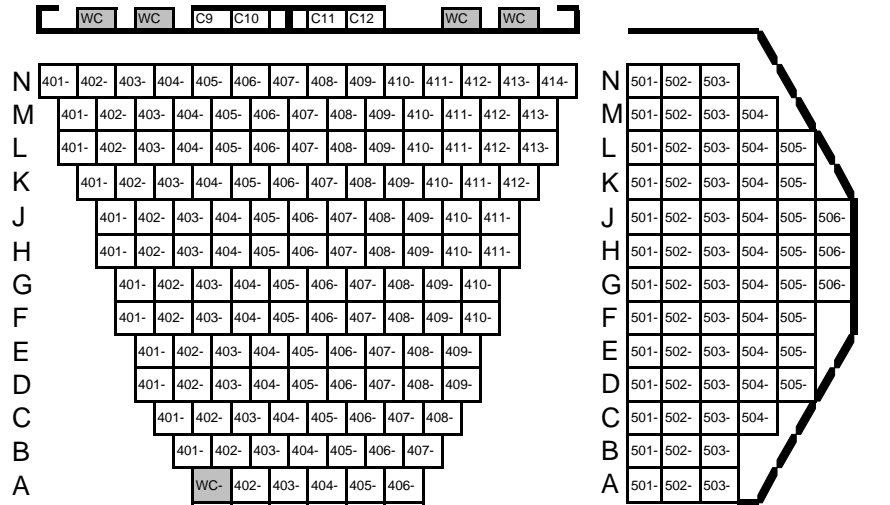 WC WC C9 C10 C11 C12 WC WC
N 401- 402- 403- 404- 405- 406- 407- 408- 409- 410- 411- 412- 413- 414- N 501- 502- 503-
M 401- 402- 403- 404- 405- 406- 407- 408- 409- 410- 411- 412- 413- M 501- 502- 503- 504-
L 401- 402- 403- 404- 405- 406- 407- 408- 409- 410- 411- 412- 413- L 501- 502- 503- 504- 505-
K 401- 402- 403- 404- 405- 406- 407- 408- 409- 410- 411- 412- K 501- 502- 503- 504- 505-
J 401- 402- 403- 404- 405- 406- 407- 408- 409- 410- 411- J 501- 502- 503- 504- 505- 506-
H 401- 402- 403- 404- 405- 406- 407- 408- 409- 410- 411- H 501- 502- 503- 504- 505- 506-
G 401- 402- 403- 404- 405- 406- 407- 408- 409- 410- G 501- 502- 503- 504- 505- 506-
F 401- 402- 403- 404- 405- 406- 407- 408- 409- 410- F 501- 502- 503- 504- 505-
E 401- 402- 403- 404- 405- 406- 407- 408- 409- E 501- 502- 503- 504- 505-
D 401- 402- 403- 404- 405- 406- 407- 408- 409- D 501- 502- 503- 504- 505-
C 401- 402- 403- 404- 405- 406- 407- 408- C 501- 502- 503- 504-
B 401- 402- 403- 404- 405- 406- 407- B 501- 502- 503-
A WC- 402- 403- 404- 405- 406- A 501- 502- 503-